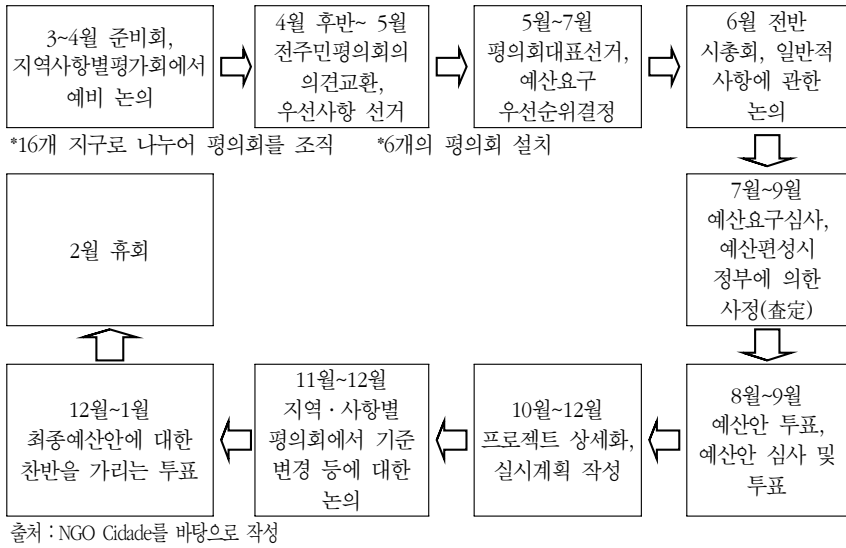 3~4월 준비회,
지역사항별평가회에서
예비 논의
4월 후반~ 5월
전주민평의회의
의견교환,
우선사항 선거
5월~7월
평의회대표선거,
예산요구
우선순위결정
6월 전반
시총회, 일반적
사항에 관한
논의
*16개 지구로 나누어 평의회를 조직 *6개의 평의회 설치
7월~9월
예산요구심사,
예산편성시
정부에 의한
사정(査定)
2월 휴회
8월~9월
예산안 투표,
예산안 심사 및
투표
10월~12월
프로젝트 상세화,
실시계획 작성
11월~12월
지역·사항별
평의회에서 기준
변경 등에 대한
논의
12월~1월
최종예산안에 대한
찬반을 가리는 투표
출처 : NGO Cidade를 바탕으로 작성